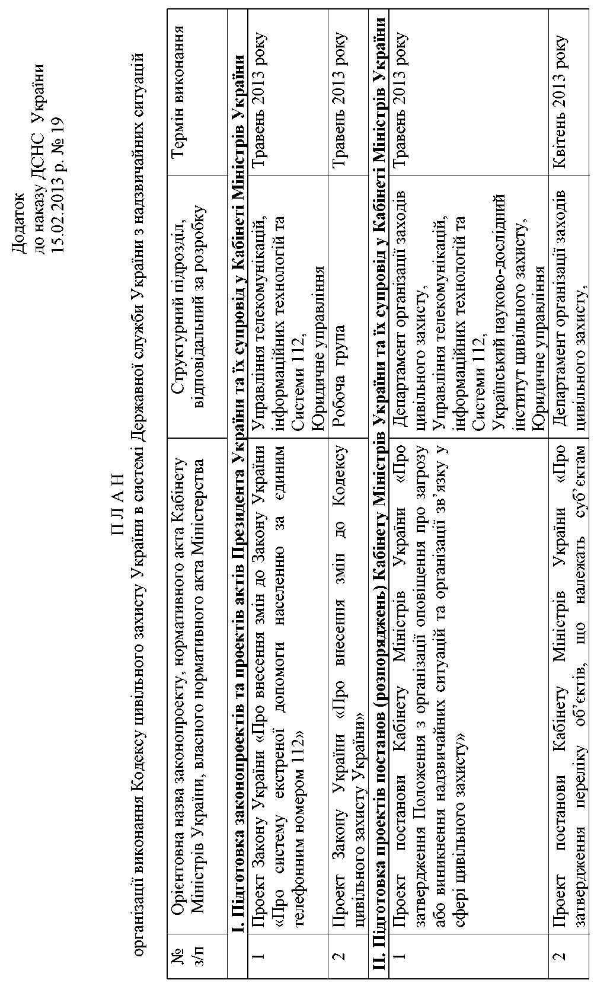 Додаток
до наказу ДСНС України
15.02.2013 р. № 19
П Л А Н
організації виконання Кодексу цивільного захисту України в системі Державної служби України з надзвичайних ситуацій
№
з/п
Орієнтовна назва законопроекту, нормативного акта Кабінету
Міністрів України, власного нормативного акта Міністерства
Структурний підрозділ,
відповідальний за розробку
Термін виконання
І. Підготовка законопроектів та проектів актів Президента України та їх супровід у Кабінеті Міністрів України
1
Проект Закону України «Про внесення змін до Закону України
«Про систему екстреної допомоги населенню за єдиним
телефонним номером 112»
Управління телекомунікацій,
інформаційних технологій та
Системи 112,
Юридичне управління
Травень 2013 року
2
Проект Закону України «Про внесення змін до Кодексу
цивільного захисту України»
Робоча група
Травень 2013 року
ІІ. Підготовка проектів постанов (розпоряджень) Кабінету Міністрів України та їх супровід у Кабінеті Міністрів України
1
Проект постанови Кабінету Міністрів України «Про
затвердження Положення з організації оповіщення про загрозу
або виникнення надзвичайних ситуацій та організації зв’язку у
сфері цивільного захисту»
Департамент організації заходів
цивільного захисту,
Управління телекомунікацій,
інформаційних технологій та
Системи 112,
Український науково-дослідний
інститут цивільного захисту,
Юридичне управління
Травень 2013 року
2
Проект постанови Кабінету Міністрів України «Про
затвердження переліку об’єктів, що належать суб’єктам
Департамент організації заходів
цивільного захисту,
Квітень 2013 року